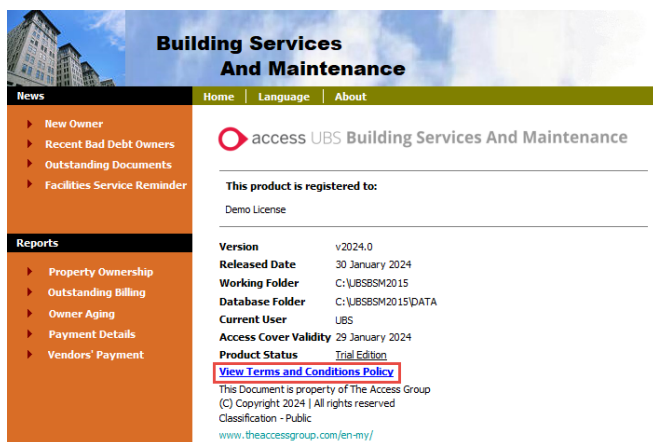 Building Services
And Maintenance
News
Home | Language | About
New Owner
Recent Bad Debt Owners
Outstanding Documents
Facilities Service Reminder
Reports
Property Ownership
Outstanding Billing
Owner Aging
Payment Details
Vendors' Payment
access UBS Building Services And Maintenance
This product is registered to:
Demo License
Version v2024.0
Released Date 30 January 2024
Working Folder C:\UBSBSM2015
Database Folder C:\UBSBSM2015\DATA
Current User UBS
Access Cover Validity 29 January 2024
Product Status Trial Edition
View Terms and Conditions Policy
This Document is property of The Access Group
(C) Copyright 2024 | All rights reserved
Classification - Public
www.theaccessgroup.com/en-my/